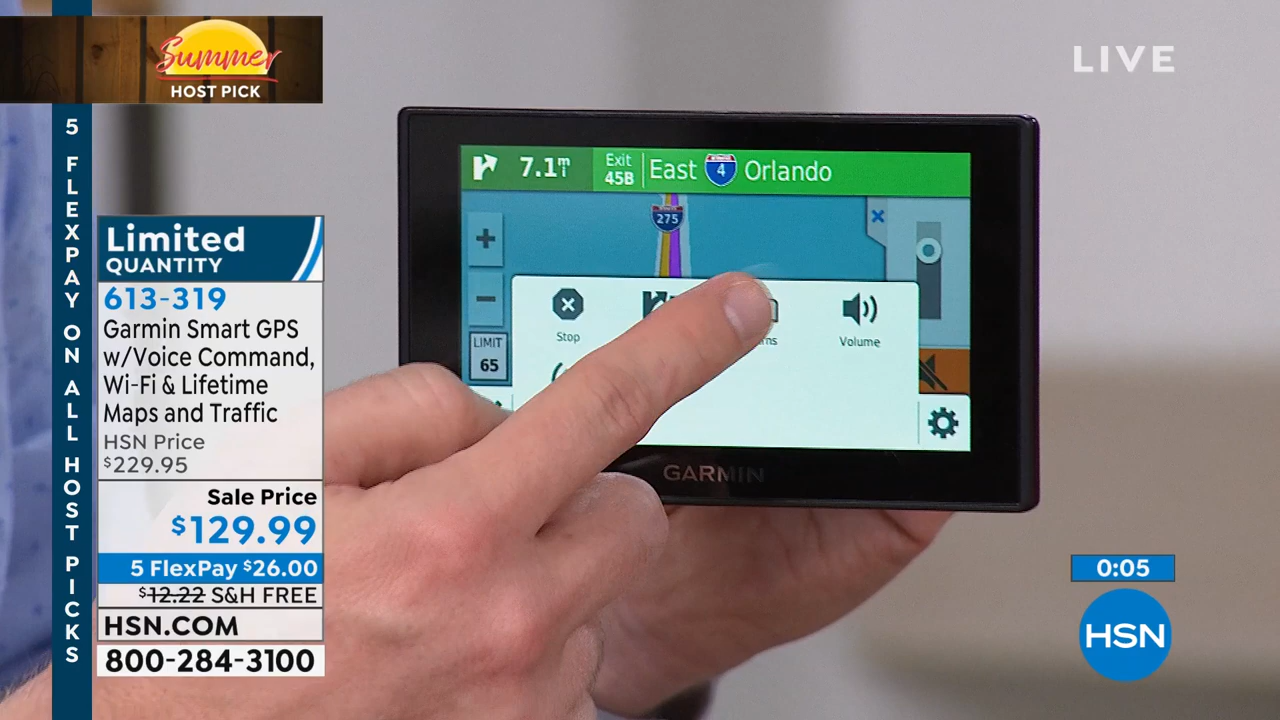 Summer
HOST PICK
LIVE
5 FLEXPAY ON ALL HOST PICKS
Limited
QUANTITY
613-319
Garmin Smart GPS
w/Voice Command,
Wi-Fi & Lifetime
Maps and Traffic
HSN Price
$229.95
Sale Price
$129.99
5 FlexPay $26.00
$12.22 S&H FREE
HSN.COM
800-284-3100
7.1 mi
Exit
45B
East 4 Orlando
275
+
−
LIMIT
65
Stop
Volume
GARMIN
0:05
HSN